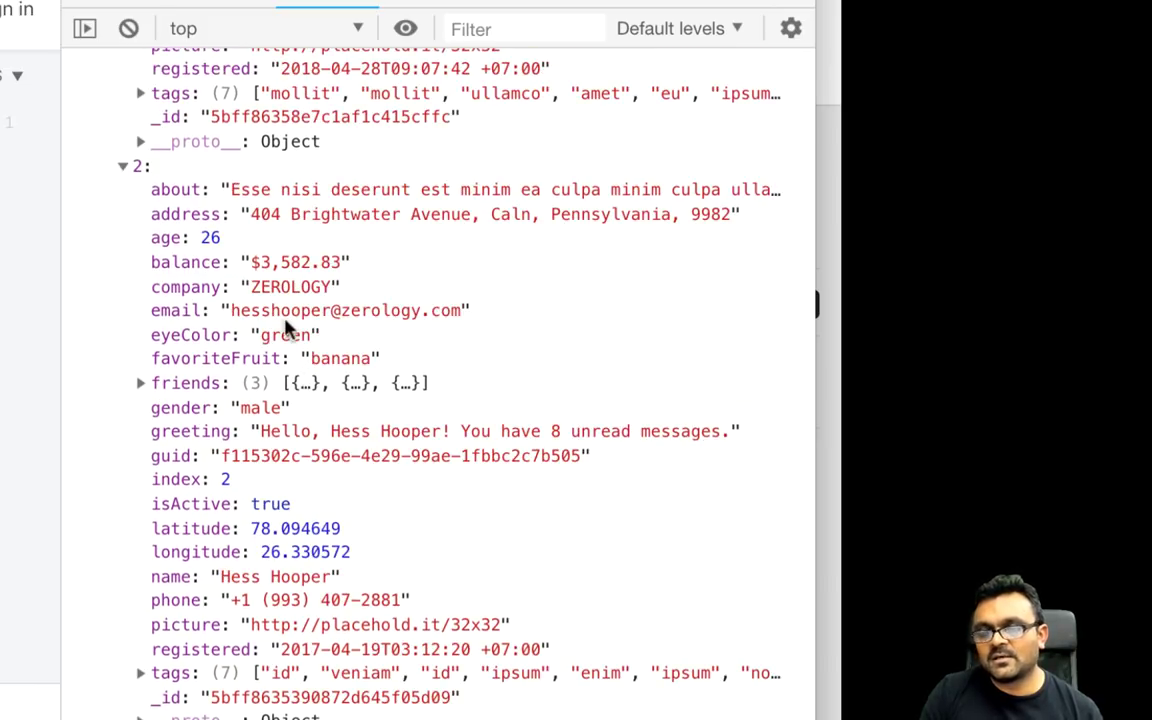 n in
top
Filter
Default levels
picture: "http://placehold.it/32x32"
registered: "2018-04-28T09:07:42 +07:00"
tags: (7) ["mollit", "mollit", "ullamco", "amet", "eu", "ipsum…
1
_id: "5bff86358e7c1af1c415cffc"
__proto__: Object
2:
about: "Esse nisi deserunt est minim ea culpa minim culpa ulla…
address: "404 Brightwater Avenue, Caln, Pennsylvania, 9982"
age: 26
balance: "$3,582.83"
company: "ZEROLOGY"
email: "hesshooper@zerology.com"
eyeColor: "green"
favoriteFruit: "banana"
friends: (3) [{…}, {…}, {…}]
gender: "male"
greeting: "Hello, Hess Hooper! You have 8 unread messages."
guid: "f115302c-596e-4e29-99ae-1fbbc2c7b505"
index: 2
isActive: true
latitude: 78.094649
longitude: 26.330572
name: "Hess Hooper"
phone: "+1 (993) 407-2881"
picture: "http://placehold.it/32x32"
registered: "2017-04-19T03:12:20 +07:00"
tags: (7) ["id", "veniam", "id", "ipsum", "enim", "ipsum", "no…
_id: "5bff8635390872d645f05d09"
__proto__: Object